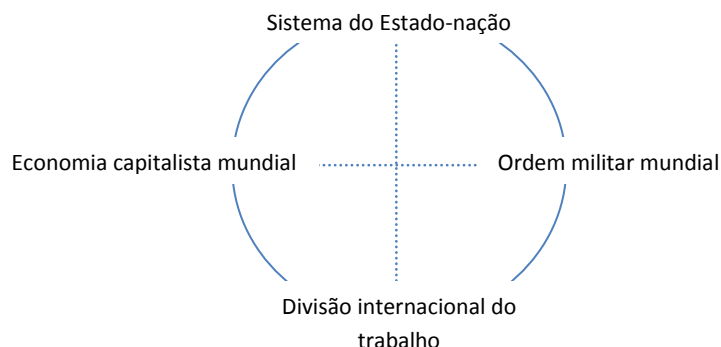 Sistema do Estado-nação
Economia capitalista mundial
Ordem militar mundial
Divisão internacional do
trabalho